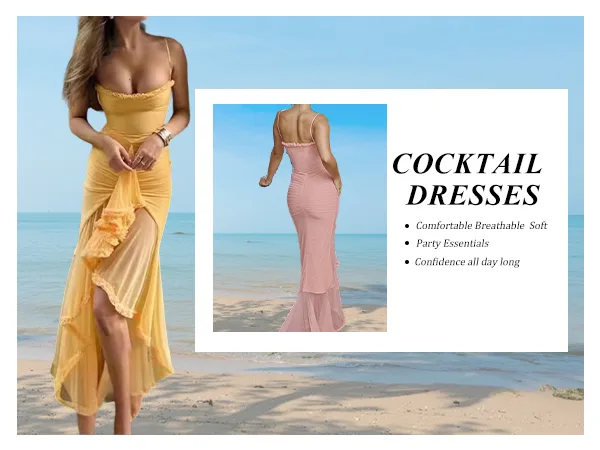 COCKTAIL
DRESSES
• Comfortable Breathable Soft
• Party Essentials
• Confidence all day long